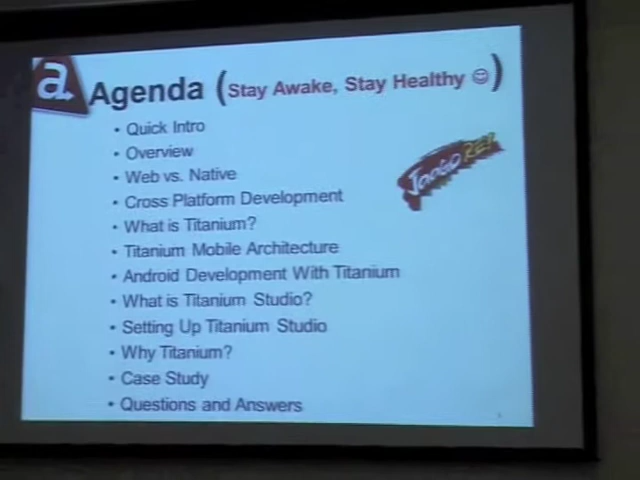 a
Agenda (Stay Awake, Stay Healthy ☺)
• Quick Intro
• Overview
• Web vs. Native
• Cross Platform Development
• What is Titanium?
• Titanium Mobile Architecture
• Android Development With Titanium
• What is Titanium Studio?
• Setting Up Titanium Studio
• Why Titanium?
• Case Study
• Questions and Answers